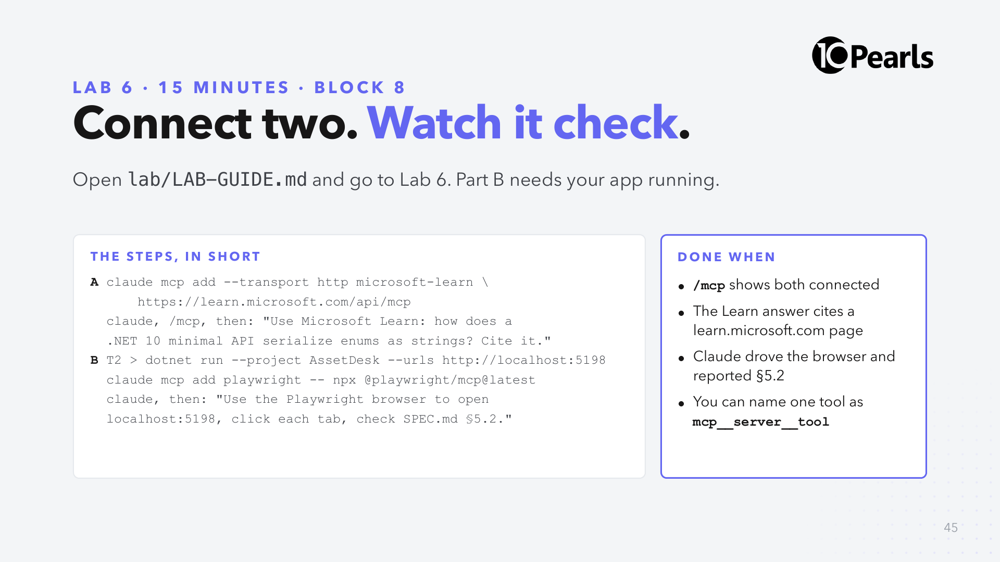 10Pearls
LAB 6 · 15 MINUTES · BLOCK 8
Connect two. Watch it check.
Open lab/LAB-GUIDE.md and go to Lab 6. Part B needs your app running.
THE STEPS, IN SHORT
A claude mcp add --transport http microsoft-learn \
https://learn.microsoft.com/api/mcp
claude, /mcp, then: "Use Microsoft Learn: how does a
.NET 10 minimal API serialize enums as strings? Cite it."
B T2 > dotnet run --project AssetDesk --urls http://localhost:5198
claude mcp add playwright -- npx @playwright/mcp@latest
claude, then: "Use the Playwright browser to open
localhost:5198, click each tab, check SPEC.md §5.2."
DONE WHEN
• /mcp shows both connected
• The Learn answer cites a
learn.microsoft.com page
• Claude drove the browser and
reported §5.2
• You can name one tool as
mcp__server__tool
45